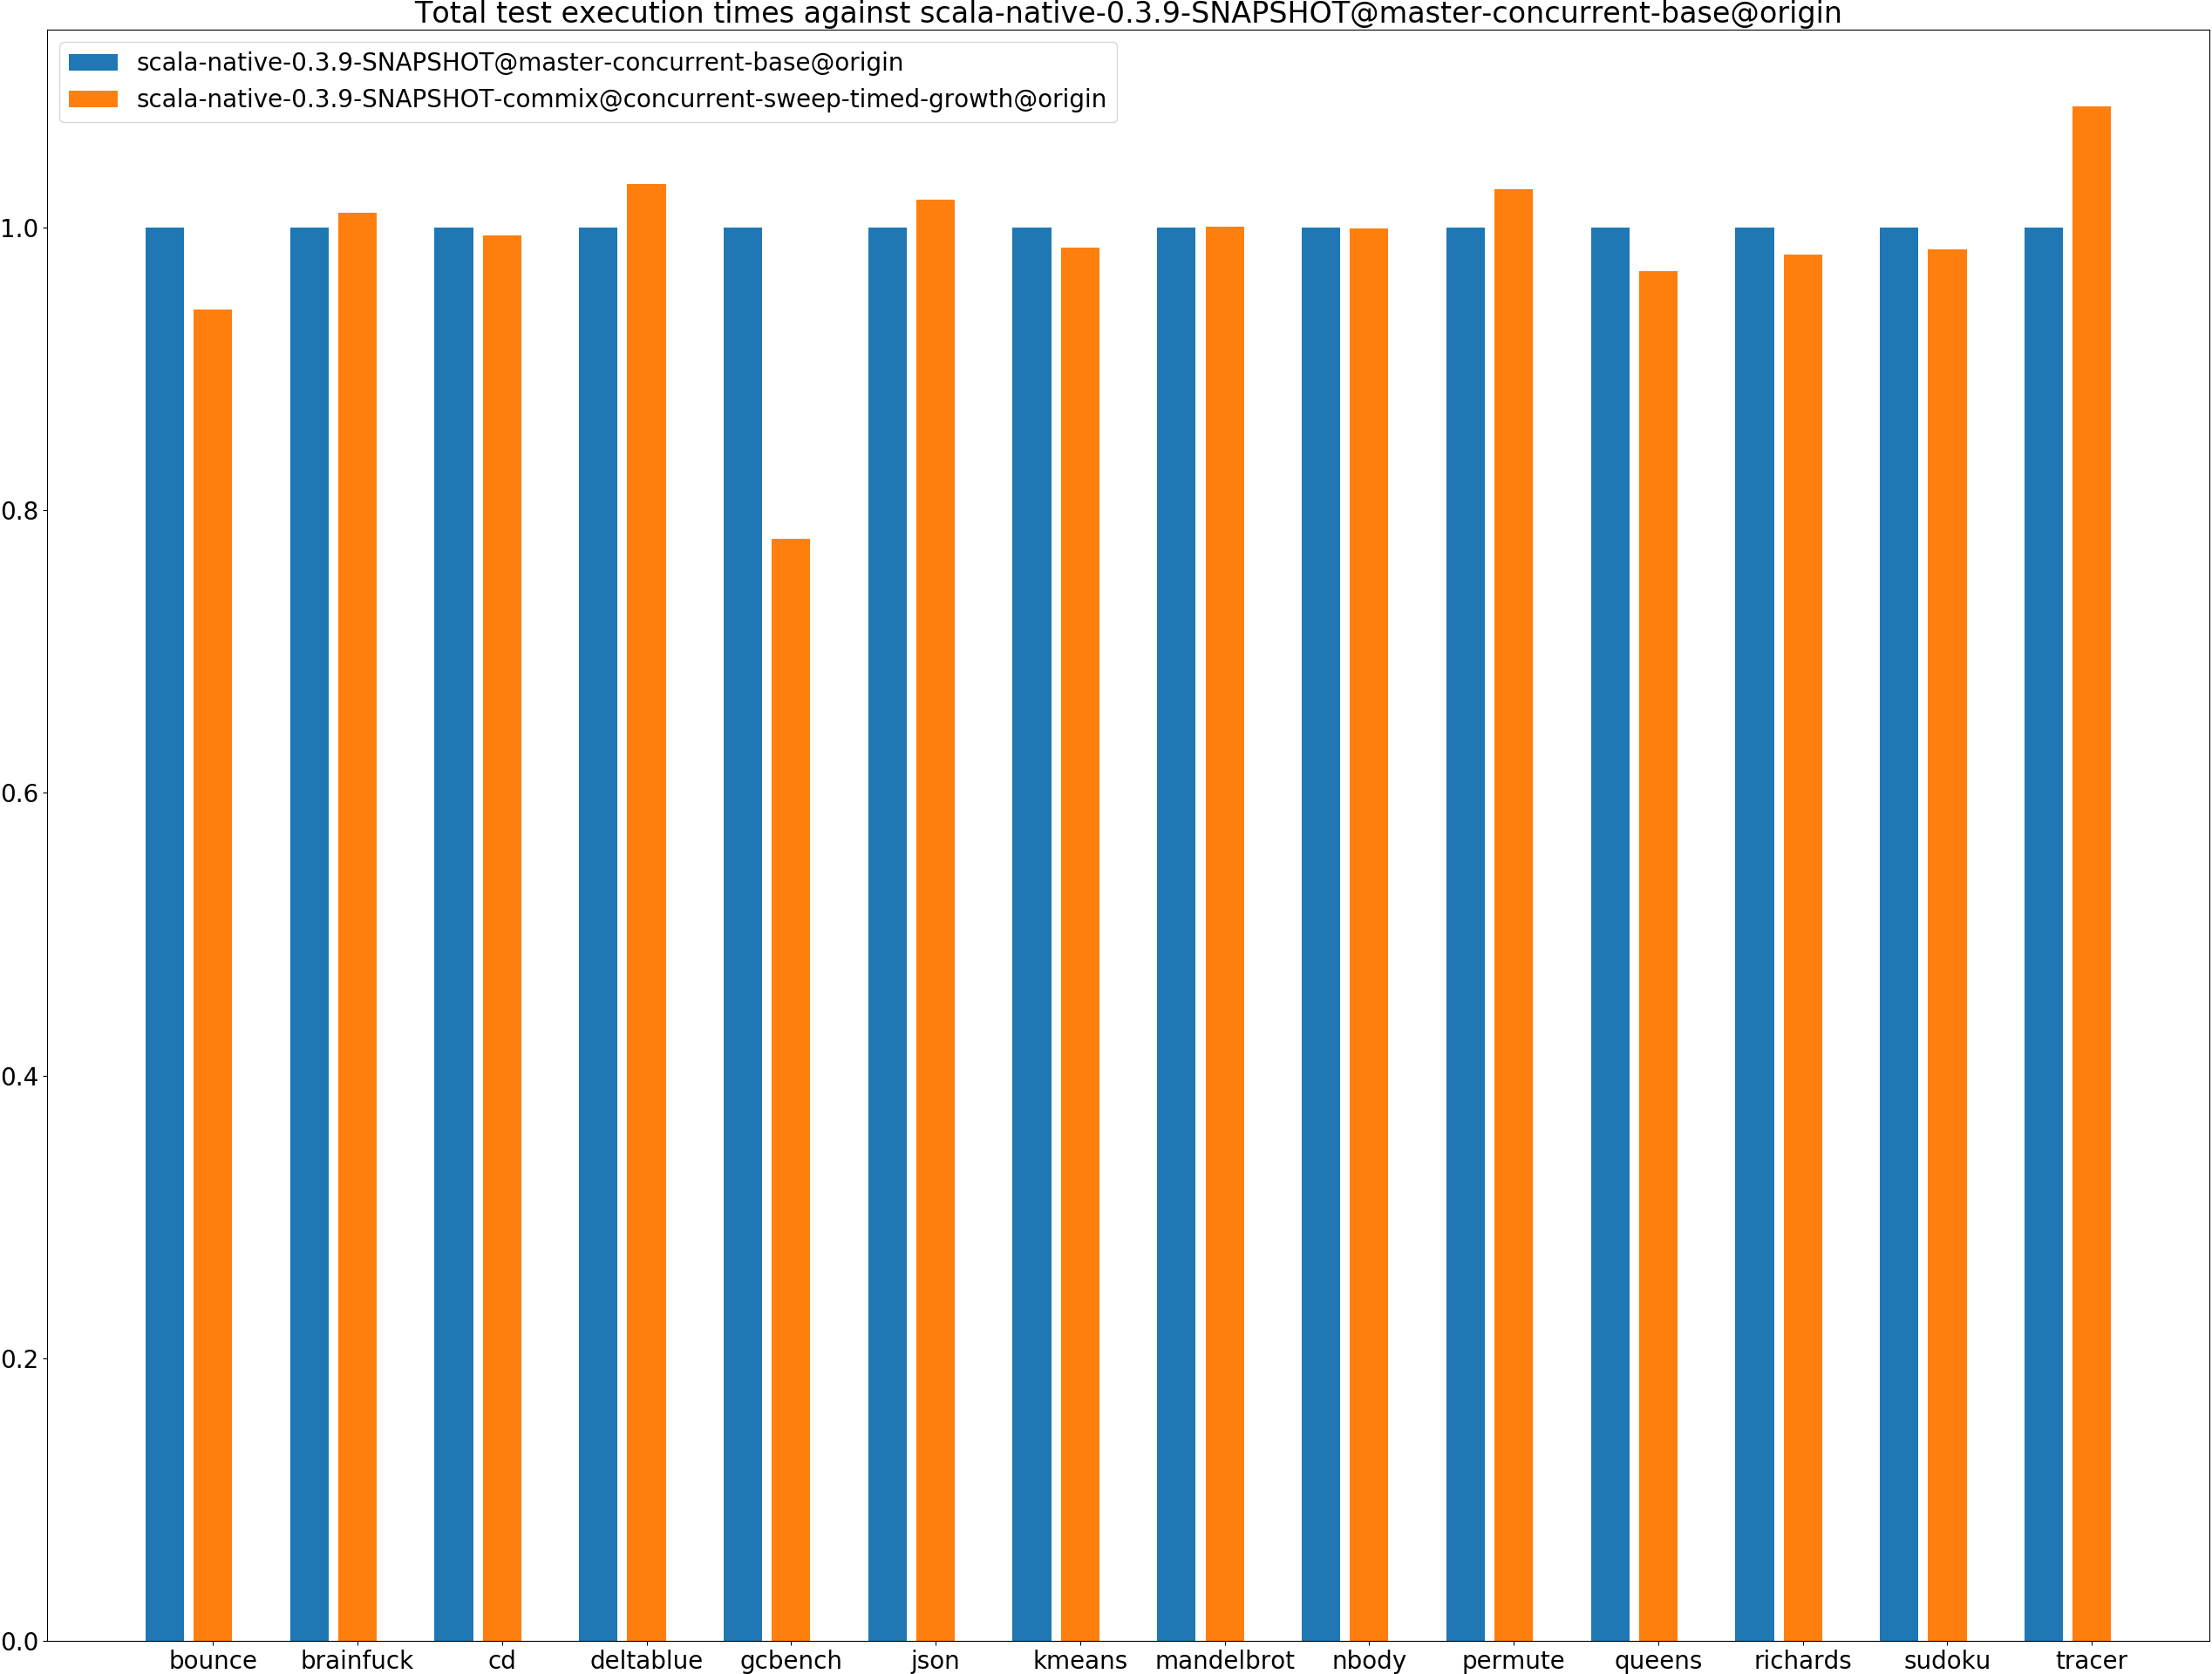 Total test execution times against scala-native-0.3.9-SNAPSHOT@master-concurrent-base@origin
scala-native-0.3.9-SNAPSHOT@master-concurrent-base@origin
scala-native-0.3.9-SNAPSHOT-commix@concurrent-sweep-timed-growth@origin
1.0
0.8
0.6
0.4
0.2
0.0
bounce brainfuck cd deltablue gcbench json kmeans mandelbrot nbody permute queens richards sudoku tracer